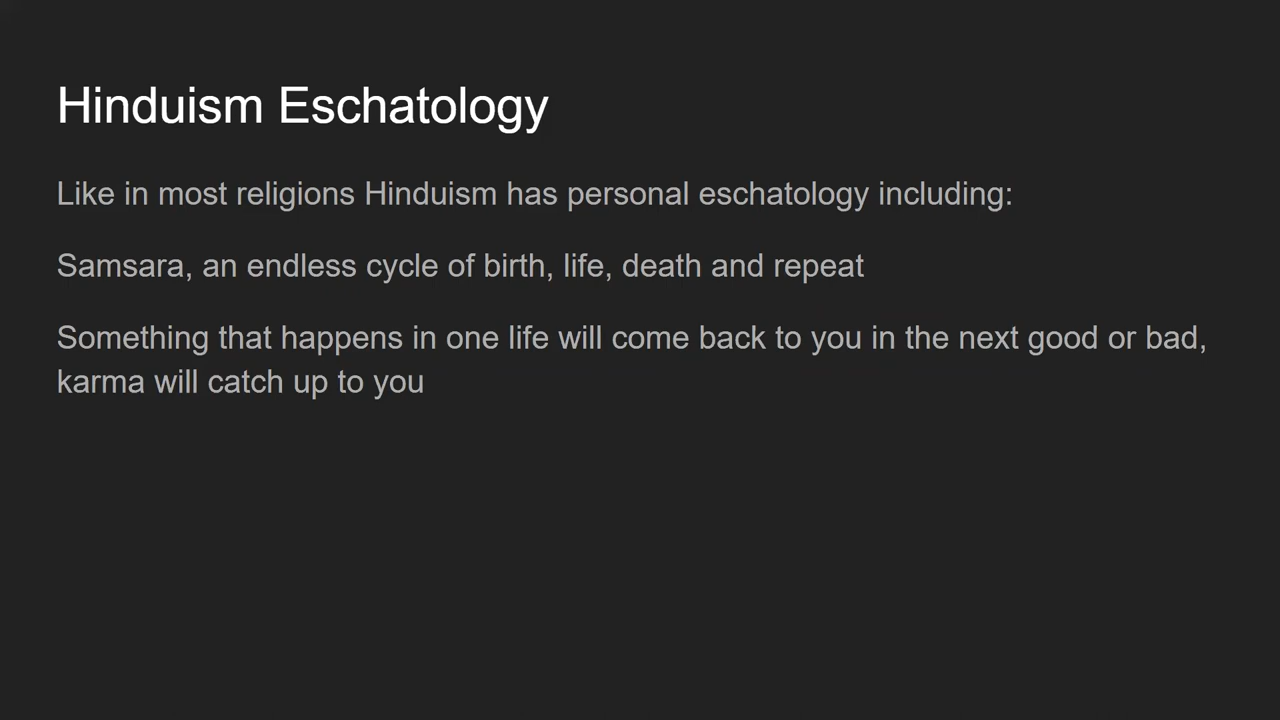 Hinduism Eschatology
Like in most religions Hinduism has personal eschatology including:
Samsara, an endless cycle of birth, life, death and repeat
Something that happens in one life will come back to you in the next good or bad,
karma will catch up to you